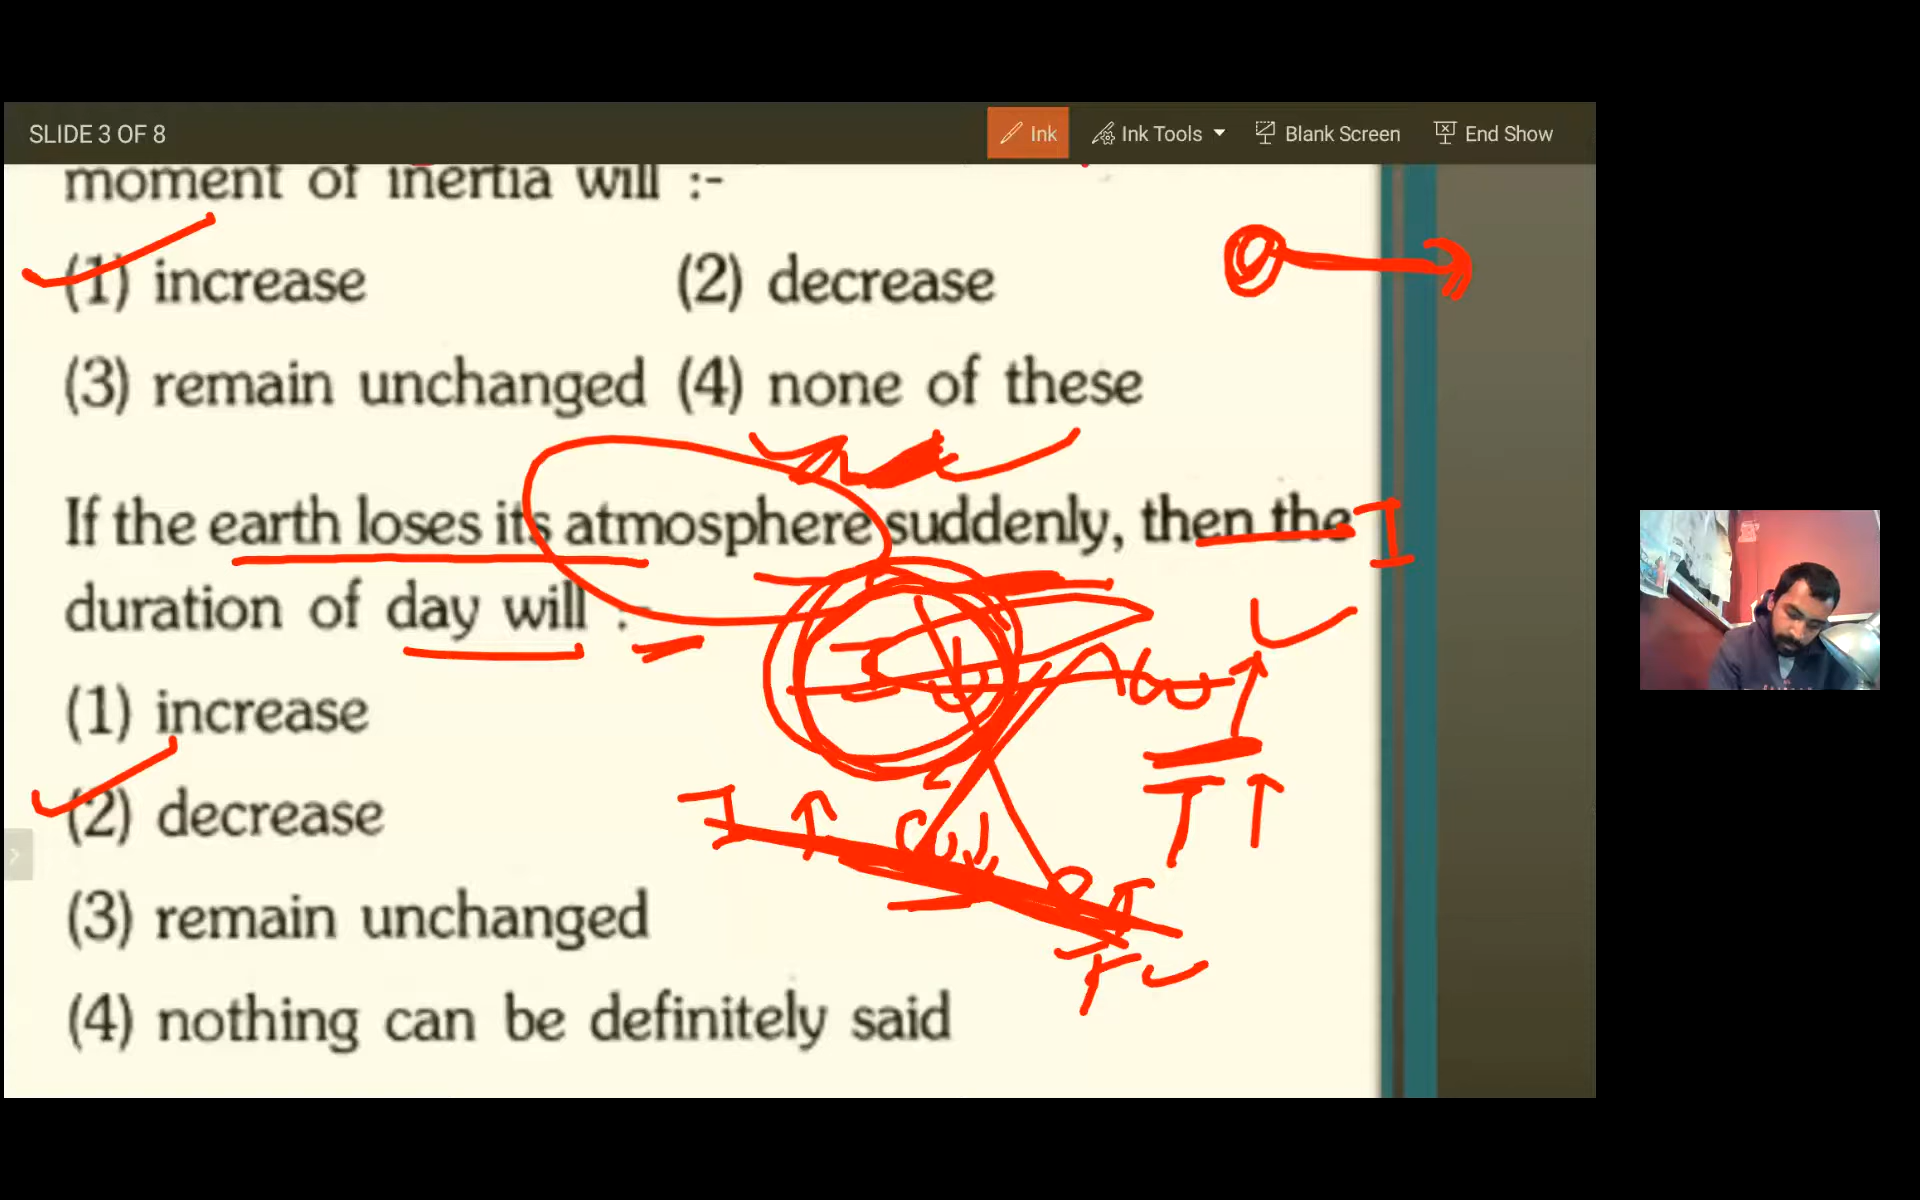 SLIDE 3 OF 8
Ink
Ink Tools
Blank Screen
End Show
moment of inertia will :-
(1) increase (2) decrease
(3) remain unchanged (4) none of these
If the earth loses its atmosphere suddenly, then the I
duration of day will :-
(1) increase
(2) decrease
(3) remain unchanged
(4) nothing can be definitely said